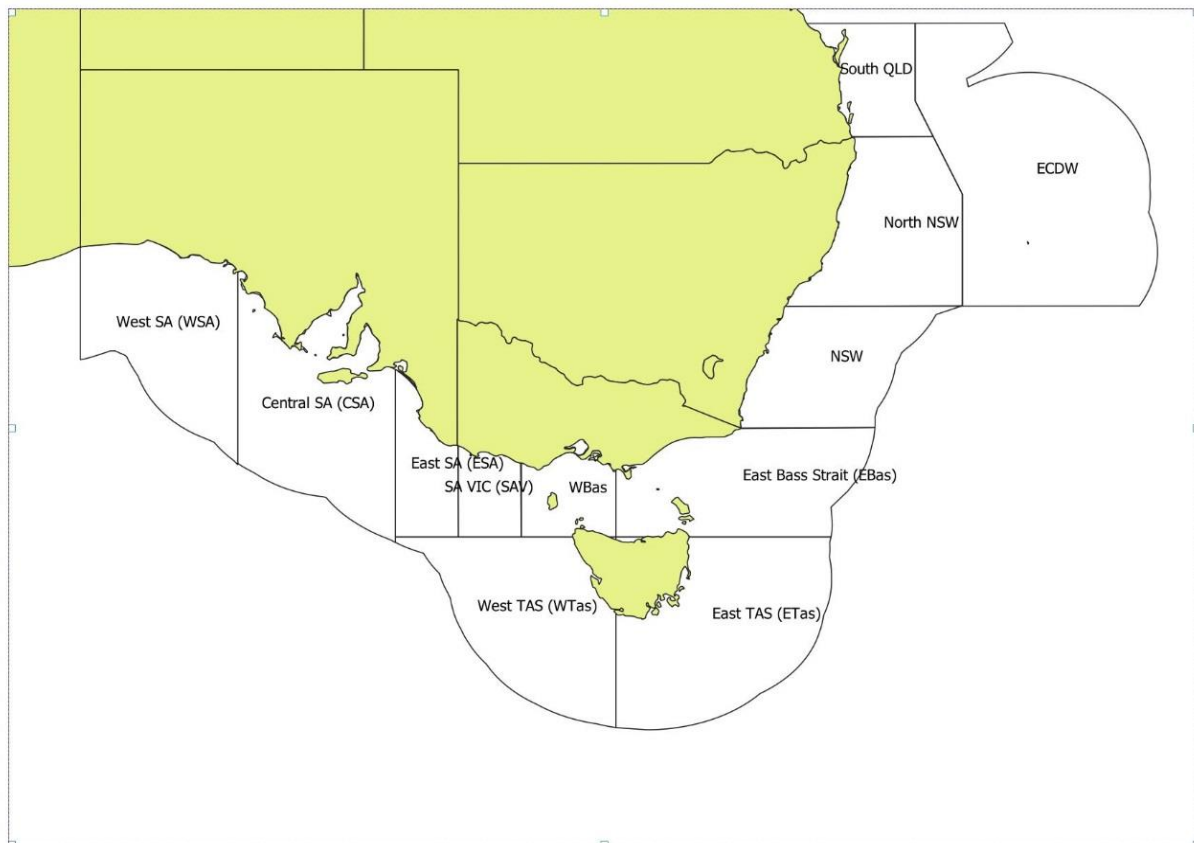 South QLD
ECDW
North NSW
West SA (WSA)
NSW
Central SA (CSA)
East SA (ESA)
East Bass Strait (EBas)
SA VIC (SAV)
WBas
West TAS (WTas)
East TAS (ETas)